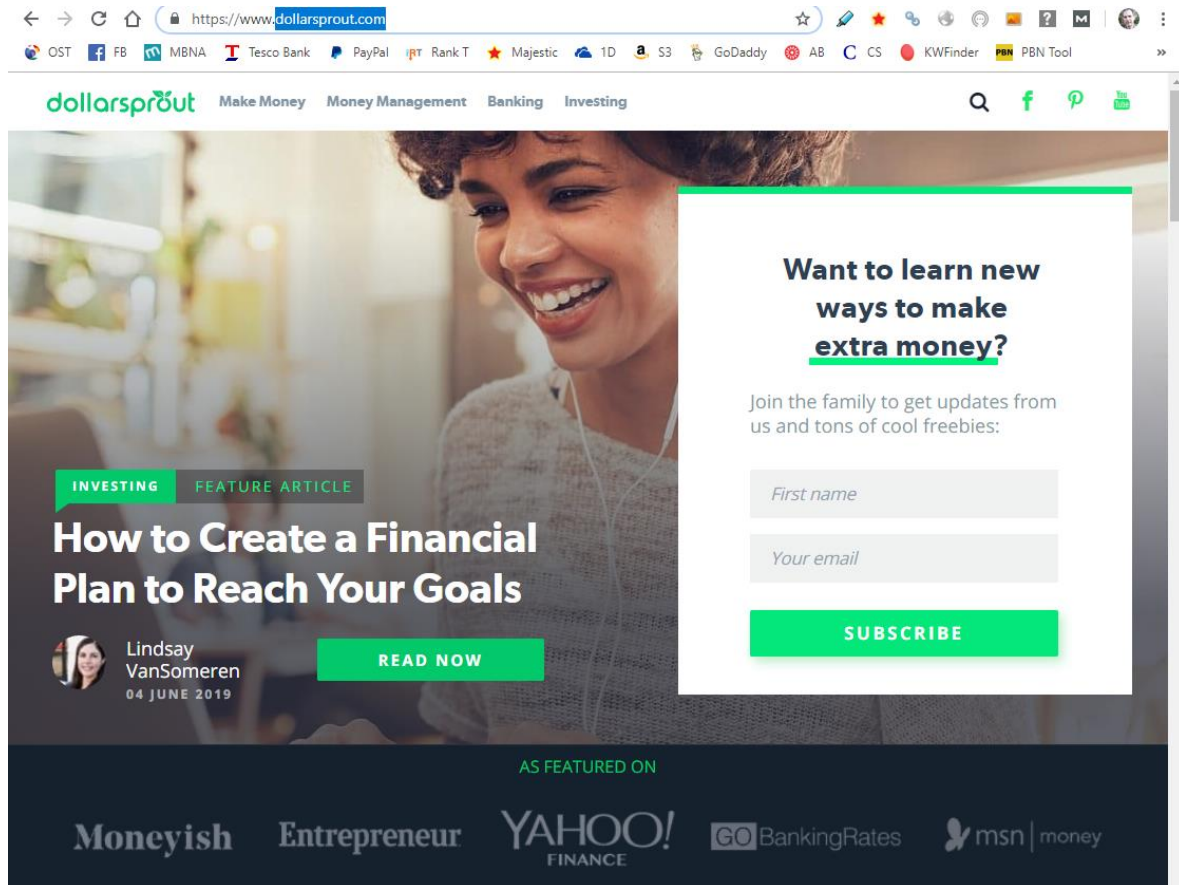 https://www.dollarsprout.com
OST FB MBNA Tesco Bank PayPal RT Rank T Majestic 1D S3 GoDaddy AB CS KWFinder PBN PBN Tool »
dollarsprout Make Money Money Management Banking Investing
You Tube
Want to learn new
ways to make
extra money?
Join the family to get updates from
us and tons of cool freebies:
First name
Your email
SUBSCRIBE
INVESTING FEATURE ARTICLE
How to Create a Financial
Plan to Reach Your Goals
Lindsay
VanSomeren
04 JUNE 2019
READ NOW
AS FEATURED ON
Moneyish Entrepreneur YAHOO! GOBankingRates msn | money
FINANCE